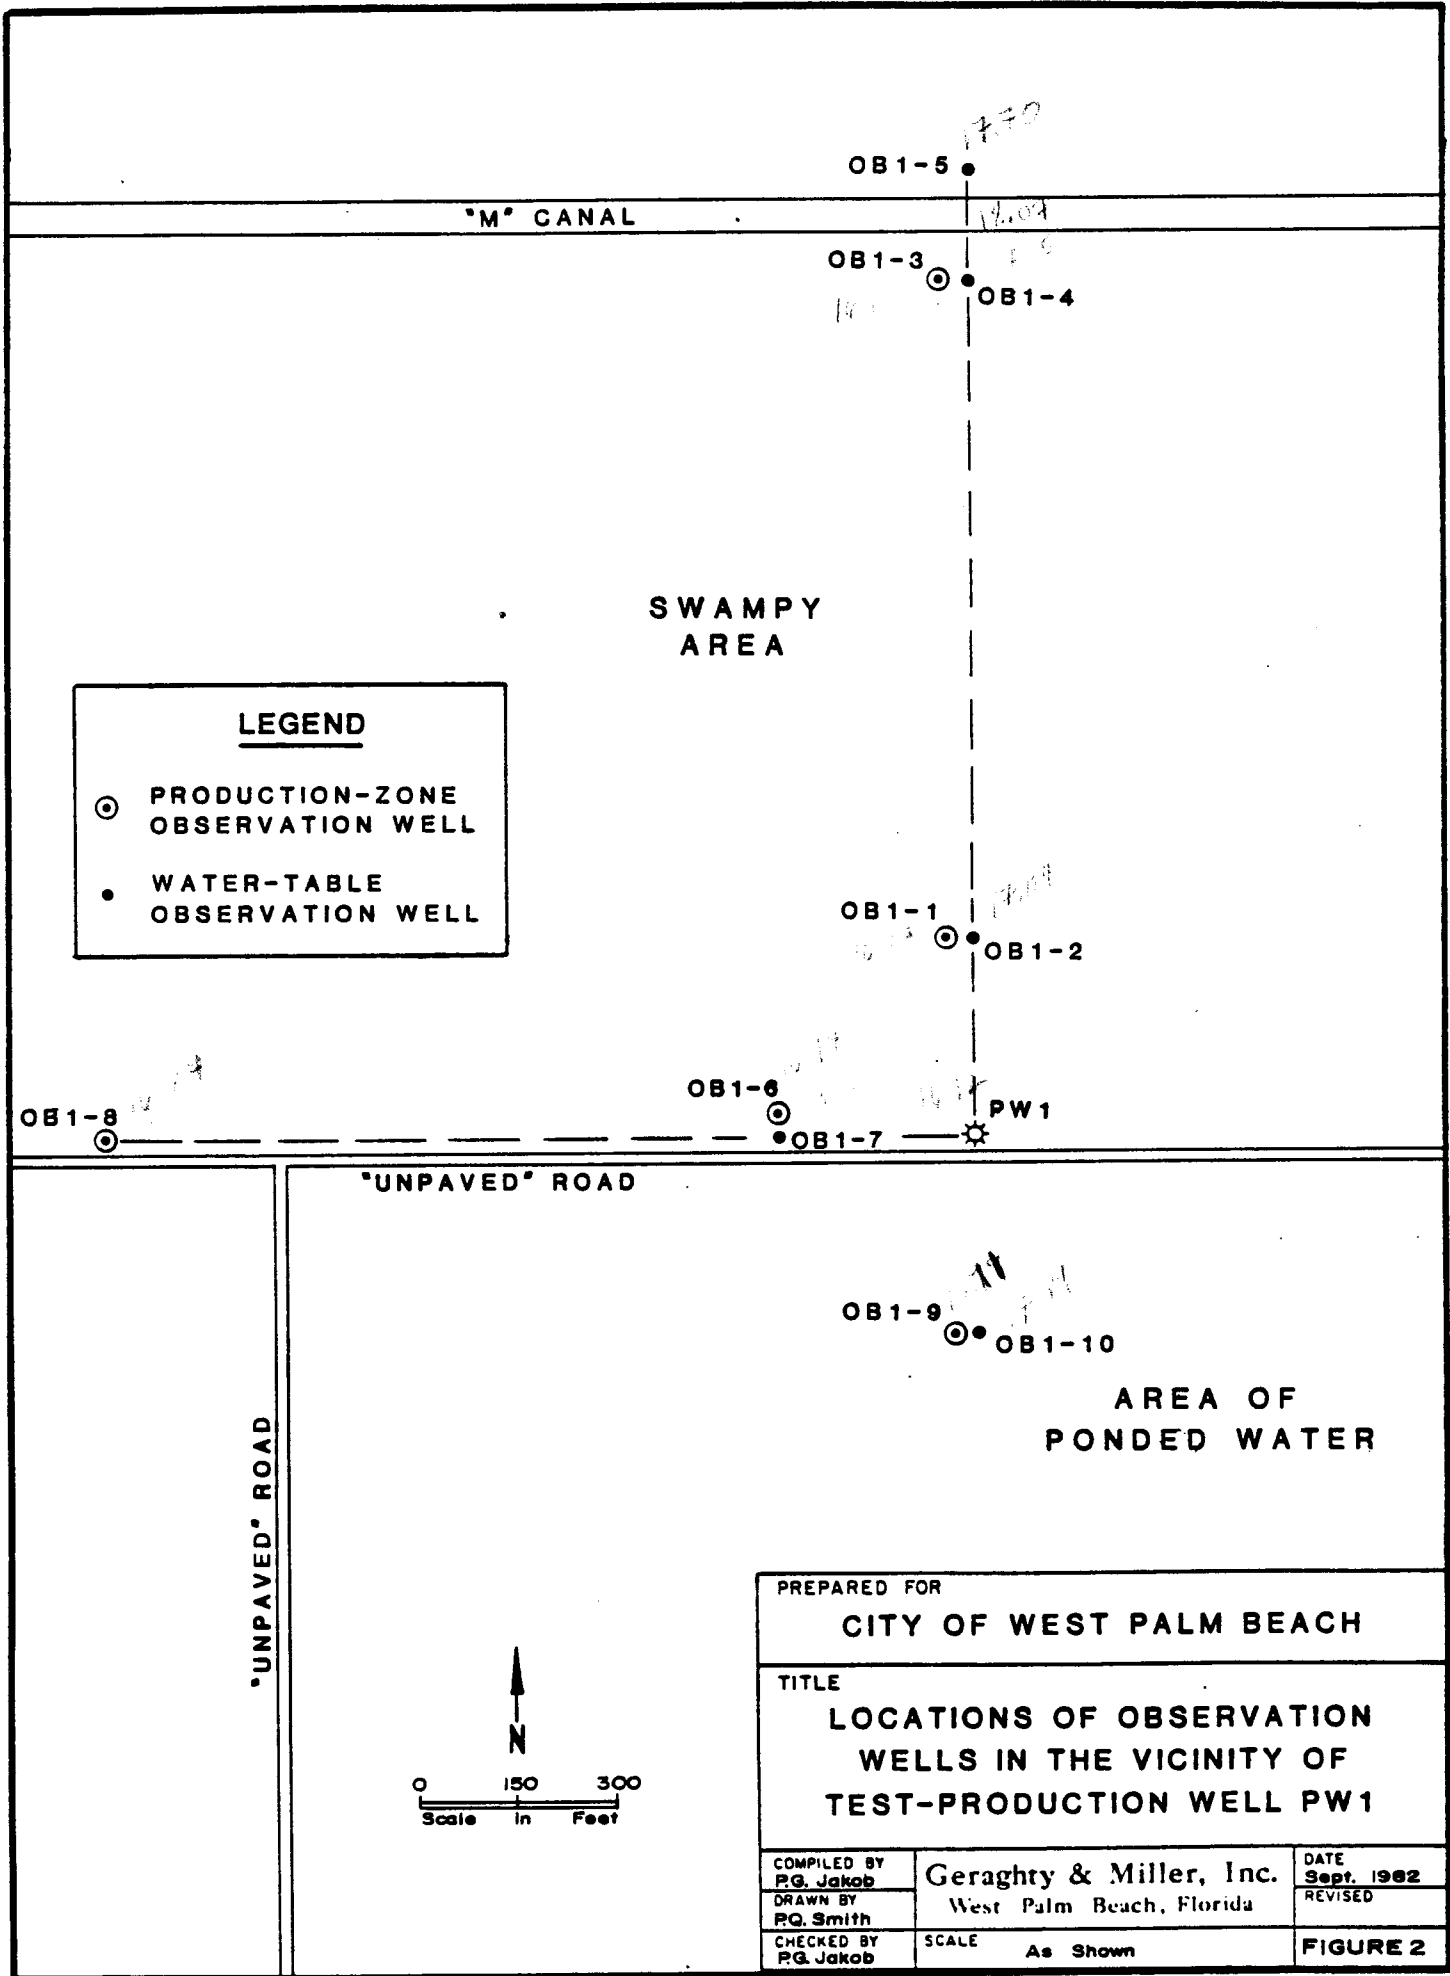 17.70
OB1-5
"M" CANAL
OB1-3
OB1-4
SWAMPY
AREA
LEGEND
PRODUCTION-ZONE
OBSERVATION WELL
WATER-TABLE
OBSERVATION WELL
OB1-1
OB1-2
OB1-6
OB1-8
PW1
OB1-7
"UNPAVED" ROAD
OB1-9
OB1-10
AREA OF
PONDED WATER
"UNPAVED" ROAD
N
0 150 300
Scale in Feet
PREPARED FOR
CITY OF WEST PALM BEACH
TITLE
LOCATIONS OF OBSERVATION
WELLS IN THE VICINITY OF
TEST-PRODUCTION WELL PW1
COMPILED BY
P.G. Jakob
DRAWN BY
P.Q. Smith
CHECKED BY
P.G. Jakob
Geraghty & Miller, Inc.
West Palm Beach, Florida
SCALE As Shown
DATE
Sept. 1982
REVISED
FIGURE 2